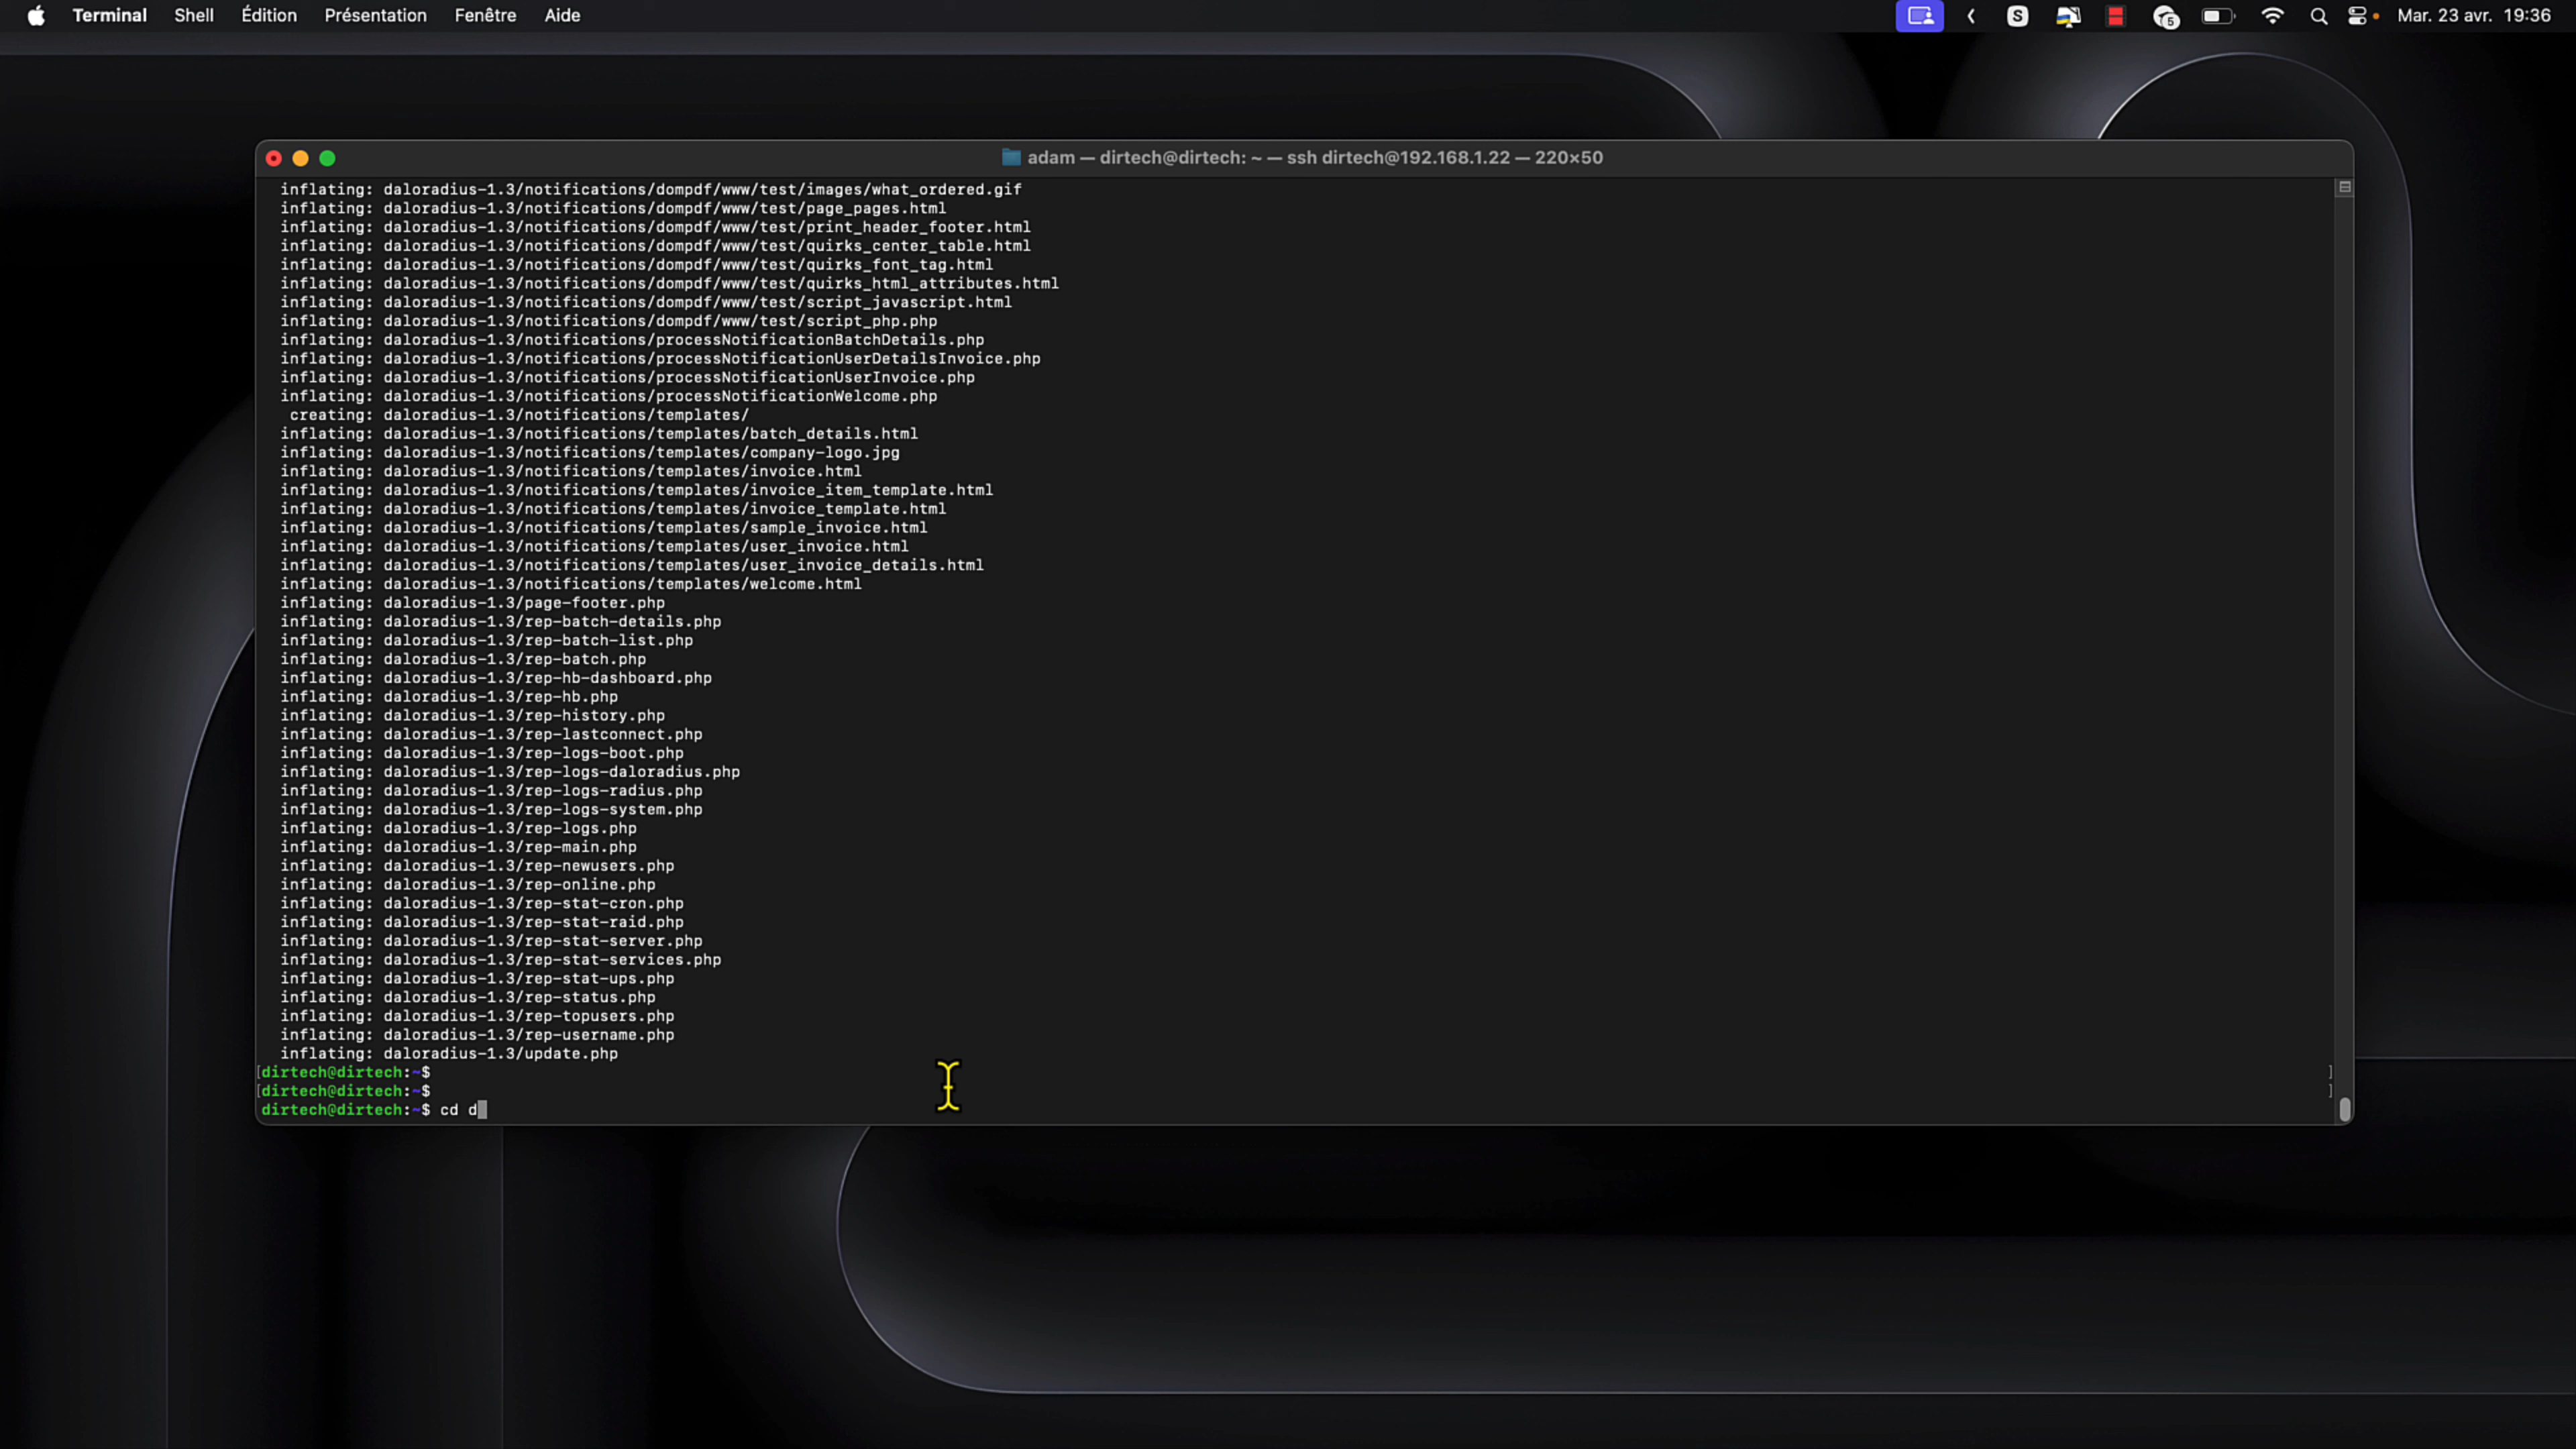 Terminal Shell Édition Présentation Fenêtre Aide S 5 Mar. 23 avr. 19:36
adam — dirtech@dirtech: ~ — ssh dirtech@192.168.1.22 — 220×50
inflating: daloradius-1.3/notifications/dompdf/www/test/images/what_ordered.gif
inflating: daloradius-1.3/notifications/dompdf/www/test/page_pages.html
inflating: daloradius-1.3/notifications/dompdf/www/test/print_header_footer.html
inflating: daloradius-1.3/notifications/dompdf/www/test/quirks_center_table.html
inflating: daloradius-1.3/notifications/dompdf/www/test/quirks_font_tag.html
inflating: daloradius-1.3/notifications/dompdf/www/test/quirks_html_attributes.html
inflating: daloradius-1.3/notifications/dompdf/www/test/script_javascript.html
inflating: daloradius-1.3/notifications/dompdf/www/test/script_php.php
inflating: daloradius-1.3/notifications/processNotificationBatchDetails.php
inflating: daloradius-1.3/notifications/processNotificationUserDetailsInvoice.php
inflating: daloradius-1.3/notifications/processNotificationUserInvoice.php
inflating: daloradius-1.3/notifications/processNotificationWelcome.php
creating: daloradius-1.3/notifications/templates/
inflating: daloradius-1.3/notifications/templates/batch_details.html
inflating: daloradius-1.3/notifications/templates/company-logo.jpg
inflating: daloradius-1.3/notifications/templates/invoice.html
inflating: daloradius-1.3/notifications/templates/invoice_item_template.html
inflating: daloradius-1.3/notifications/templates/invoice_template.html
inflating: daloradius-1.3/notifications/templates/sample_invoice.html
inflating: daloradius-1.3/notifications/templates/user_invoice.html
inflating: daloradius-1.3/notifications/templates/user_invoice_details.html
inflating: daloradius-1.3/notifications/templates/welcome.html
inflating: daloradius-1.3/page-footer.php
inflating: daloradius-1.3/rep-batch-details.php
inflating: daloradius-1.3/rep-batch-list.php
inflating: daloradius-1.3/rep-batch.php
inflating: daloradius-1.3/rep-hb-dashboard.php
inflating: daloradius-1.3/rep-hb.php
inflating: daloradius-1.3/rep-history.php
inflating: daloradius-1.3/rep-lastconnect.php
inflating: daloradius-1.3/rep-logs-boot.php
inflating: daloradius-1.3/rep-logs-daloradius.php
inflating: daloradius-1.3/rep-logs-radius.php
inflating: daloradius-1.3/rep-logs-system.php
inflating: daloradius-1.3/rep-logs.php
inflating: daloradius-1.3/rep-main.php
inflating: daloradius-1.3/rep-newusers.php
inflating: daloradius-1.3/rep-online.php
inflating: daloradius-1.3/rep-stat-cron.php
inflating: daloradius-1.3/rep-stat-raid.php
inflating: daloradius-1.3/rep-stat-server.php
inflating: daloradius-1.3/rep-stat-services.php
inflating: daloradius-1.3/rep-stat-ups.php
inflating: daloradius-1.3/rep-status.php
inflating: daloradius-1.3/rep-topusers.php
inflating: daloradius-1.3/rep-username.php
inflating: daloradius-1.3/update.php
[dirtech@dirtech:~$ ]
[dirtech@dirtech:~$ ]
dirtech@dirtech:~$ cd d